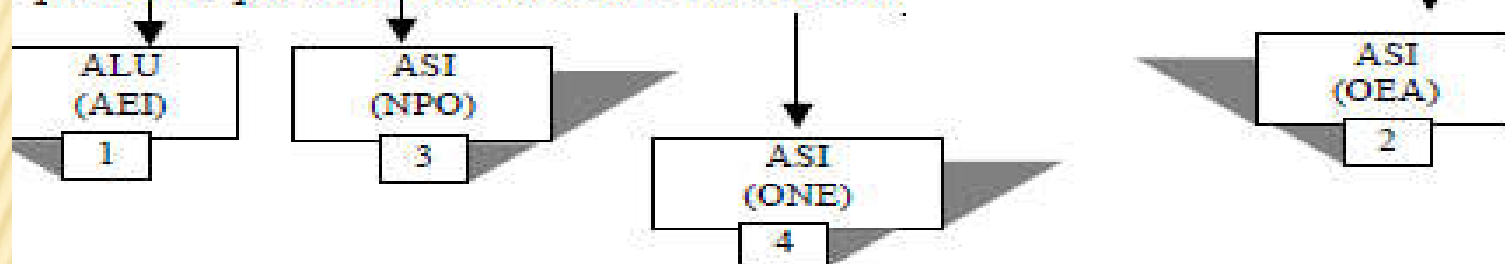 ALU
(AEI)
1
ASI
(NPO)
3
ASI
(ONE)
4
ASI
(OEA)
2